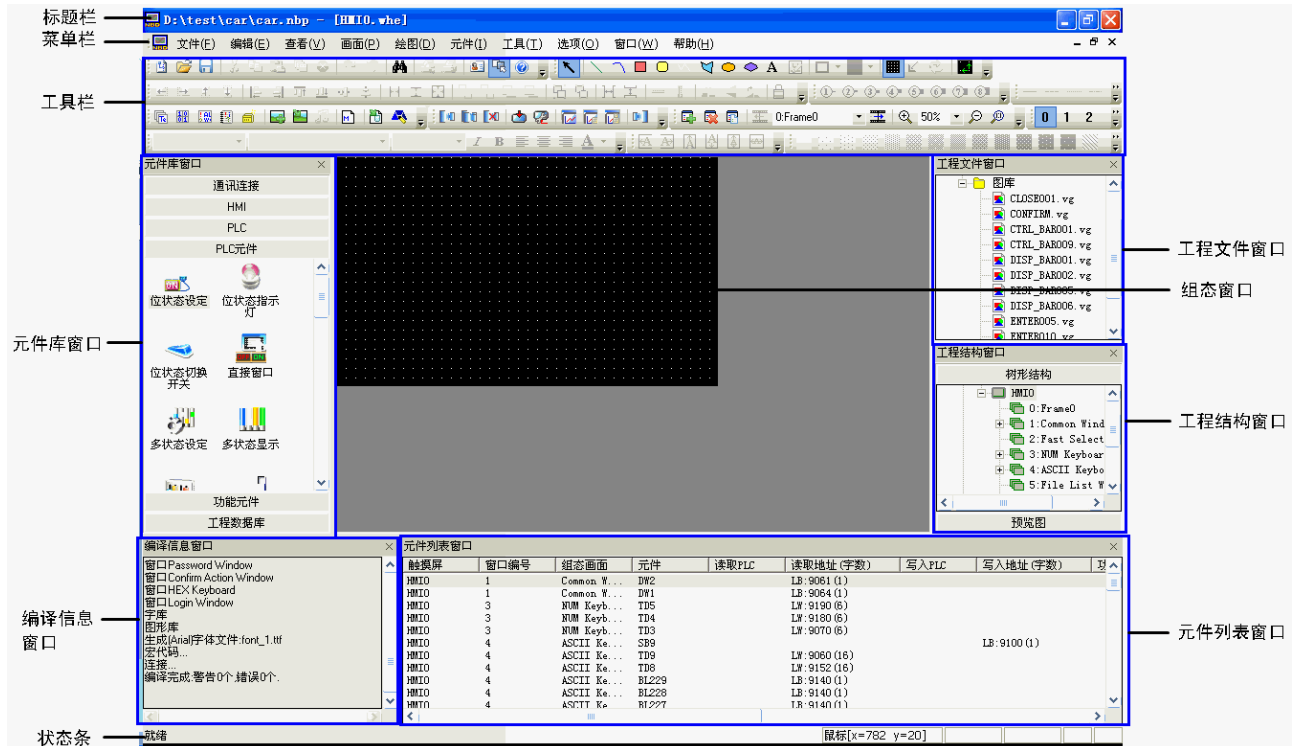 标题栏
D:\test\car\car.nbp - [HMI0.whe]
菜单栏
文件(F) 编辑(E) 查看(V) 画面(P) 绘图(D) 元件(I) 工具(T) 选项(O) 窗口(W) 帮助(H)
工具栏
0:Frame0 50% 0 1 2
元件库窗口
通讯连接
HMI
PLC
PLC元件
位状态设定 位状态指示灯
位状态切换开关 直接窗口
多状态设定 多状态显示
功能元件
工程数据库
元件库窗口
工程文件窗口
图库
CLOSE001.vg
CONFIRM.vg
CTRL_BAR001.vg
CTRL_BAR009.vg
DISP_BAR001.vg
DISP_BAR002.vg
DISP_BAR005.vg
DISP_BAR006.vg
ENTER005.vg
ENTER010.vg
工程文件窗口
组态窗口
工程结构窗口
树形结构
HMI0
0:Frame0
1:Common Wind
2:Fast Select
3:NUM Keyboar
4:ASCII Keybo
5:File List W
预览图
工程结构窗口
编译信息窗口
窗口Password Window
窗口Confirm Action Window
窗口HEX Keyboard
窗口Login Window
字库
图形库
生成[Arial]字体文件:font_1.ttf
宏代码...
连接...
编译完成:警告0个,错误0个.
编译信息
窗口
元件列表窗口
触摸屏 窗口编号 组态画面 元件 读取PLC 读取地址(字数) 写入PLC 写入地址(字数) 功
HMI0 1 Common W... DW2 LB:9061(1)
HMI0 1 Common W... DW1 LB:9064(1)
HMI0 3 NUM Keyb... TD5 LW:9190(6)
HMI0 3 NUM Keyb... TD4 LW:9180(6)
HMI0 3 NUM Keyb... TD3 LW:9070(6)
HMI0 4 ASCII Ke... SB9 LB:9100(1)
HMI0 4 ASCII Ke... TD9 LW:9060(16)
HMI0 4 ASCII Ke... TD8 LW:9152(16)
HMI0 4 ASCII Ke... BL229 LB:9140(1)
HMI0 4 ASCII Ke... BL228 LB:9140(1)
HMI0 4 ASCII Ke... BL227 LB:9140(1)
元件列表窗口
状态条
就绪
鼠标[x=782 y=20]